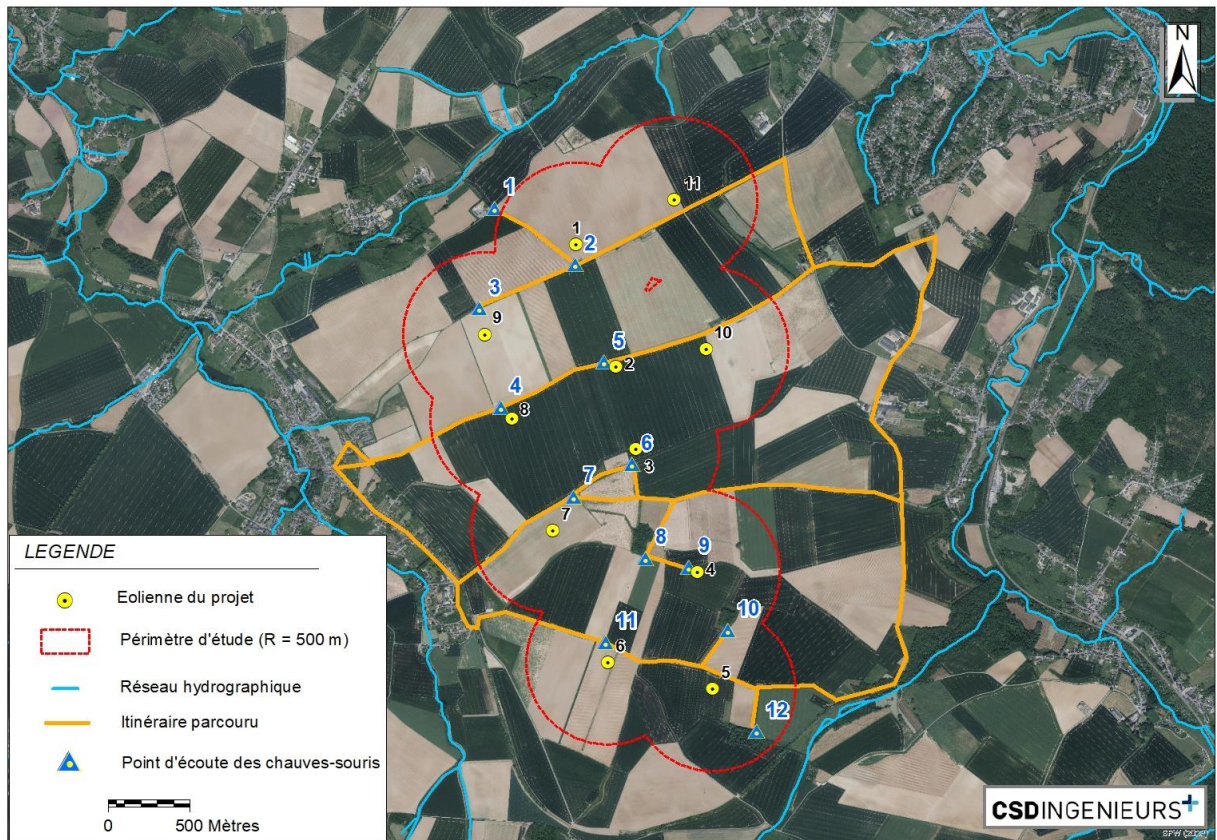 N
11
1
1
2
3
9
10
5
2
4
8
6
3
7
7
8
9
4
10
11
6
5
12
LEGENDE
Eolienne du projet
Périmètre d'étude (R = 500 m)
Réseau hydrographique
Itinéraire parcouru
Point d'écoute des chauves-souris
0 500 Mètres
CSDINGENIEURS+